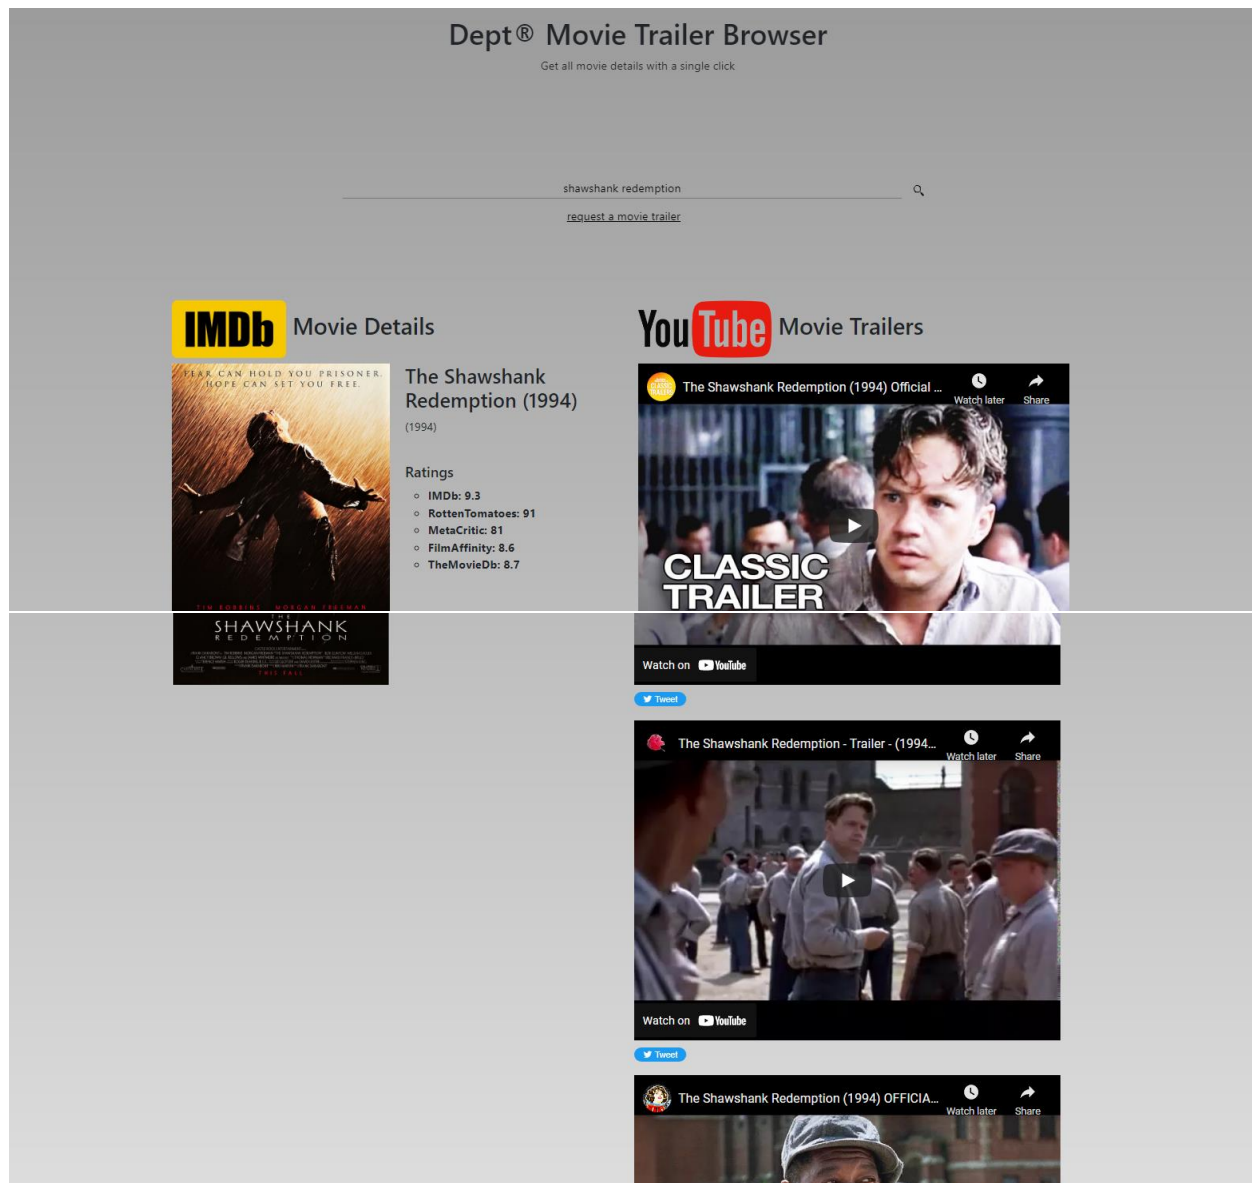 Dept® Movie Trailer Browser
Get all movie details with a single click
shawshank redemption
request a movie trailer
IMDb Movie Details
FEAR CAN HOLD YOU PRISONER.
HOPE CAN SET YOU FREE.
TIM ROBBINS MORGAN FREEMAN
THE
SHAWSHANK
REDEMPTION
THIS FALL
The Shawshank
Redemption (1994)
(1994)
Ratings
IMDb: 9.3
RottenTomatoes: 91
MetaCritic: 81
FilmAffinity: 8.6
TheMovieDb: 8.7
YouTube Movie Trailers
The Shawshank Redemption (1994) Official ...
Watch later
Share
CLASSIC
TRAILER
Watch on YouTube
Tweet
The Shawshank Redemption - Trailer - (1994...
Watch later
Share
Watch on YouTube
Tweet
The Shawshank Redemption (1994) OFFICIA...
Watch later
Share